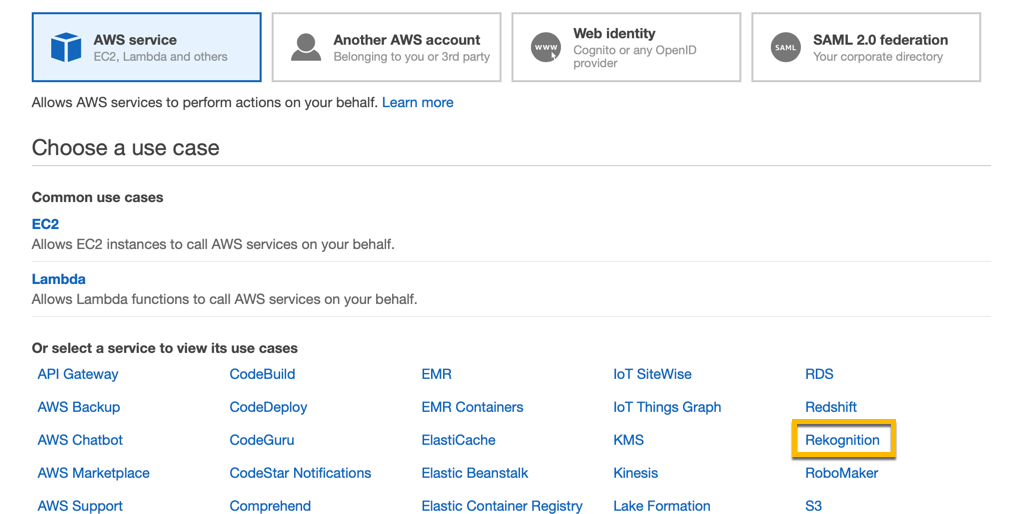 AWS service
EC2, Lambda and others
Another AWS account
Belonging to you or 3rd party
www
Web identity
Cognito or any OpenID
provider
SAML
SAML 2.0 federation
Your corporate directory
Allows AWS services to perform actions on your behalf. Learn more
Choose a use case
Common use cases
EC2
Allows EC2 instances to call AWS services on your behalf.
Lambda
Allows Lambda functions to call AWS services on your behalf.
Or select a service to view its use cases
API Gateway CodeBuild EMR IoT SiteWise RDS
AWS Backup CodeDeploy EMR Containers IoT Things Graph Redshift
AWS Chatbot CodeGuru ElastiCache KMS Rekognition
AWS Marketplace CodeStar Notifications Elastic Beanstalk Kinesis RoboMaker
AWS Support Comprehend Elastic Container Registry Lake Formation S3